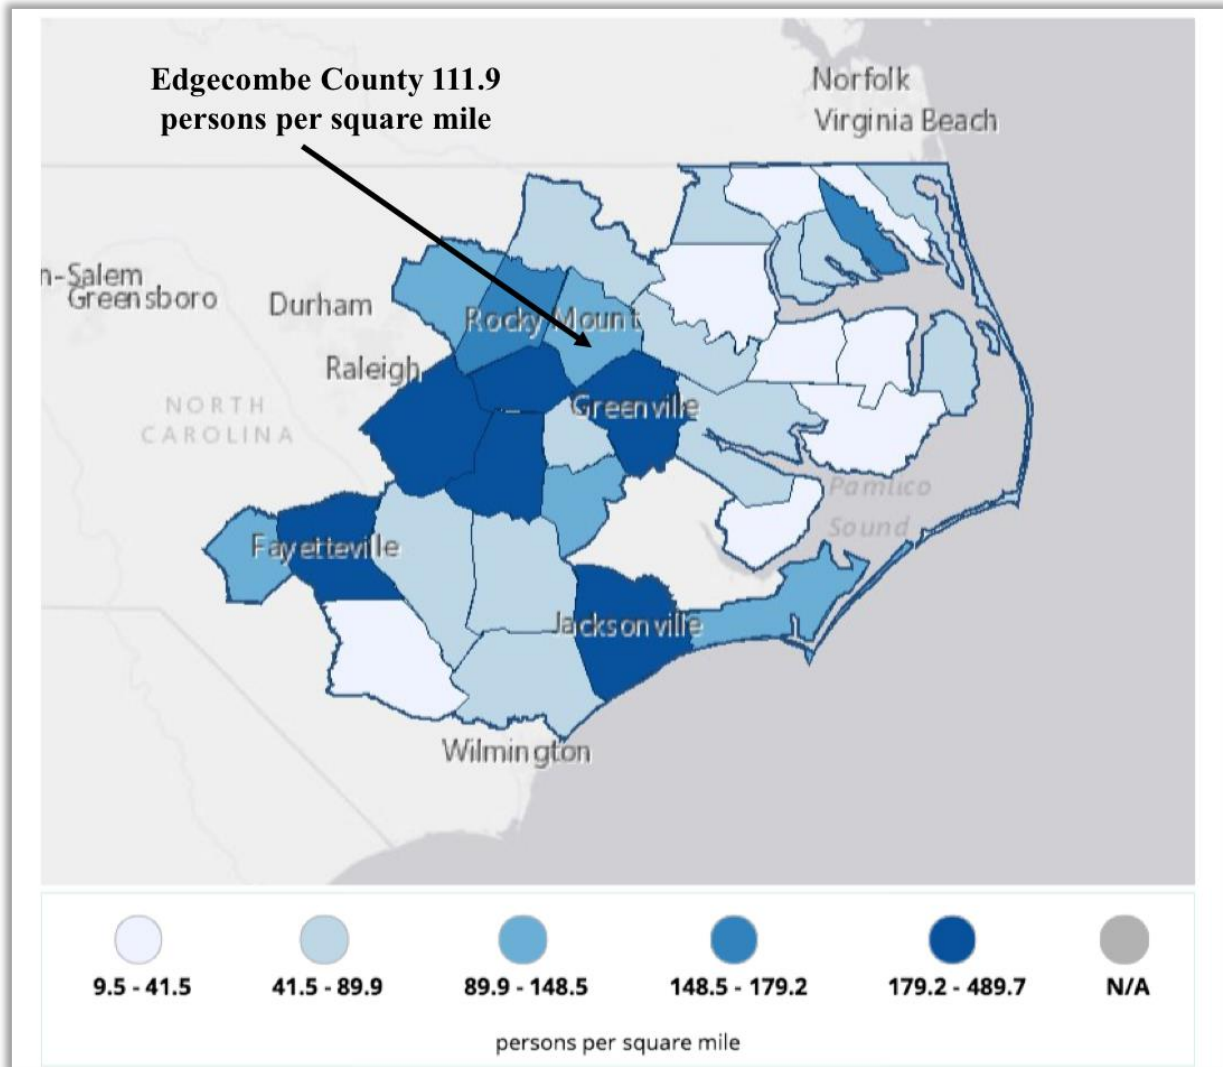 Edgecombe County 111.9
persons per square mile
Norfolk
Virginia Beach
n-Salem
Greensboro
Durham
Rocky Mount
Raleigh
NORTH
CAROLINA
Greenville
Pamlico
Sound
Fayetteville
Jacksonville
Wilmington
9.5 - 41.5
41.5 - 89.9
89.9 - 148.5
148.5 - 179.2
179.2 - 489.7
N/A
persons per square mile